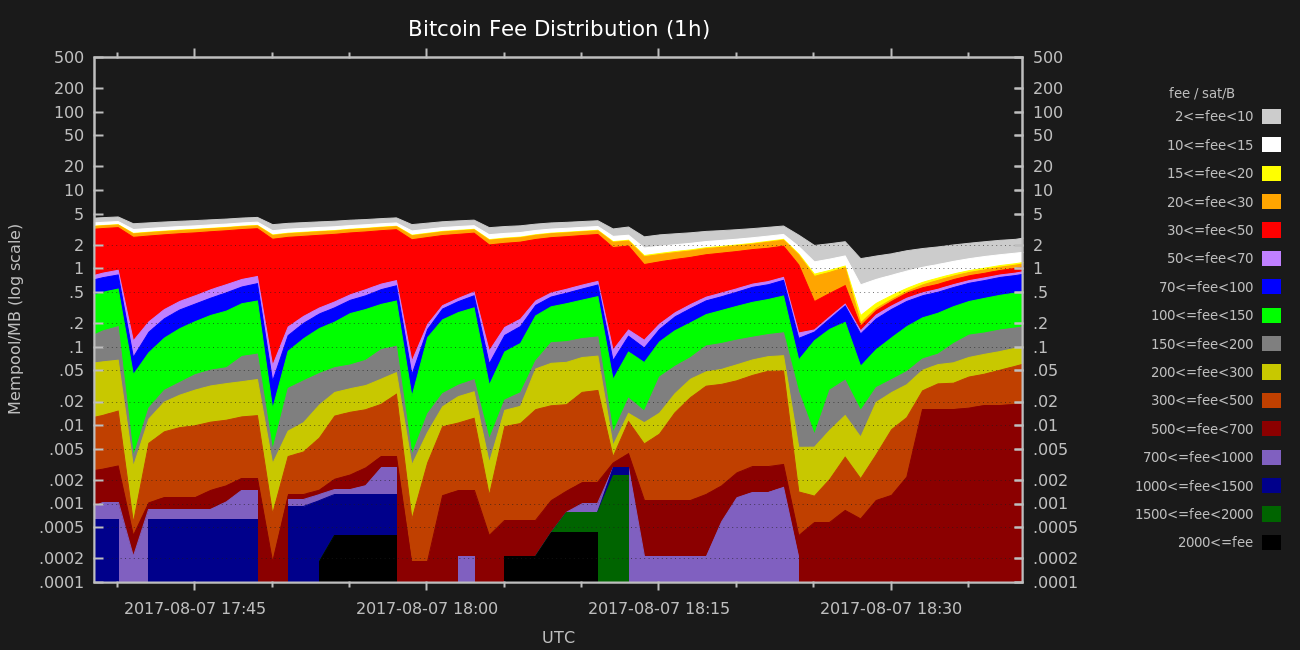 Bitcoin Fee Distribution (1h)
500 500
200 200
100 100
50 50
20 20
10 10
5 5
2 2
1 1
.5 .5
.2 .2
.1 .1
.05 .05
.02 .02
.01 .01
.005 .005
.002 .002
.001 .001
.0005 .0005
.0002 .0002
.0001 .0001
Mempool/MB (log scale)
2017-08-07 17:45 2017-08-07 18:00 2017-08-07 18:15 2017-08-07 18:30
UTC
fee / sat/B
2<=fee<10
10<=fee<15
15<=fee<20
20<=fee<30
30<=fee<50
50<=fee<70
70<=fee<100
100<=fee<150
150<=fee<200
200<=fee<300
300<=fee<500
500<=fee<700
700<=fee<1000
1000<=fee<1500
1500<=fee<2000
2000<=fee